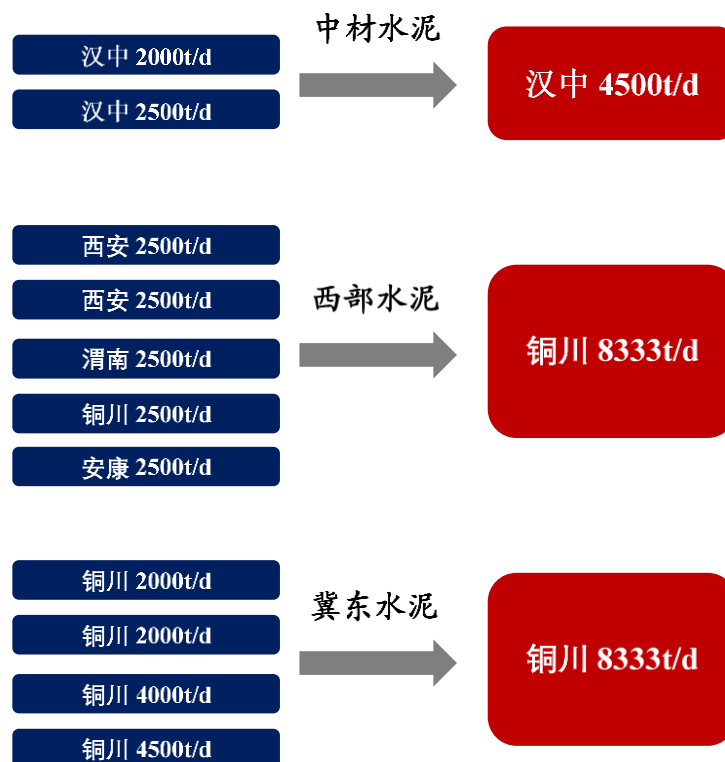 中材水泥
汉中 2000t/d
汉中 2500t/d
汉中 4500t/d
西安 2500t/d
西安 2500t/d
西部水泥
渭南 2500t/d
铜川 2500t/d
安康 2500t/d
铜川 8333t/d
铜川 2000t/d
铜川 2000t/d
冀东水泥
铜川 4000t/d
铜川 4500t/d
铜川 8333t/d